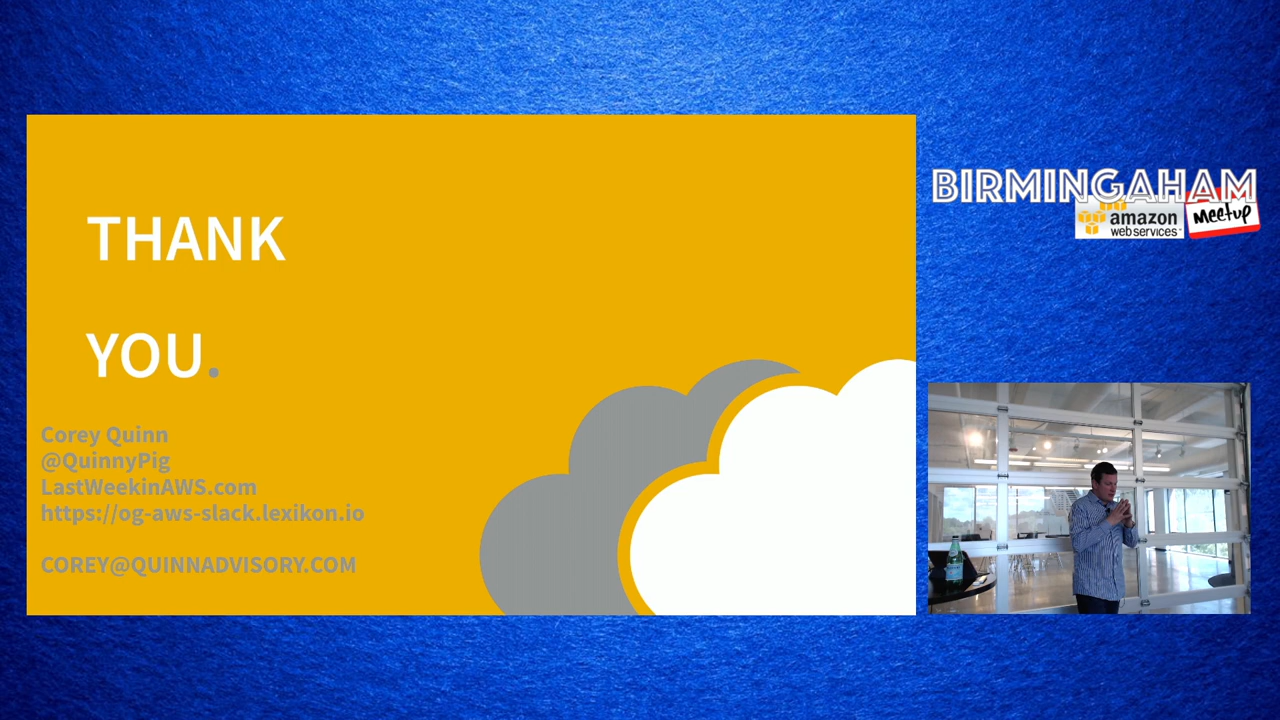 THANK
YOU.
Corey Quinn
@QuinnyPig
LastWeekinAWS.com
https://og-aws-slack.lexikon.io
COREY@QUINNADVISORY.COM
BIRMINGAHAM
amazon
web services
Meetup